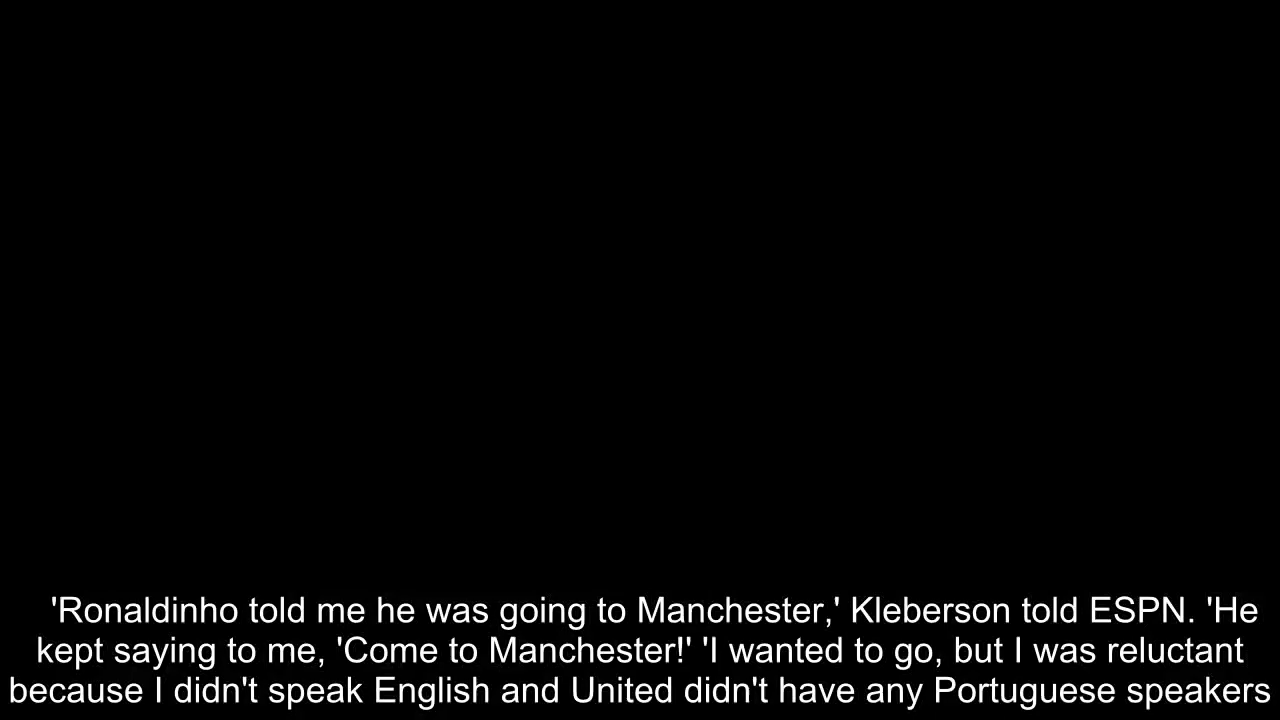 'Ronaldinho told me he was going to Manchester,' Kleberson told ESPN. 'He
kept saying to me, 'Come to Manchester!' 'I wanted to go, but I was reluctant
because I didn't speak English and United didn't have any Portuguese speakers